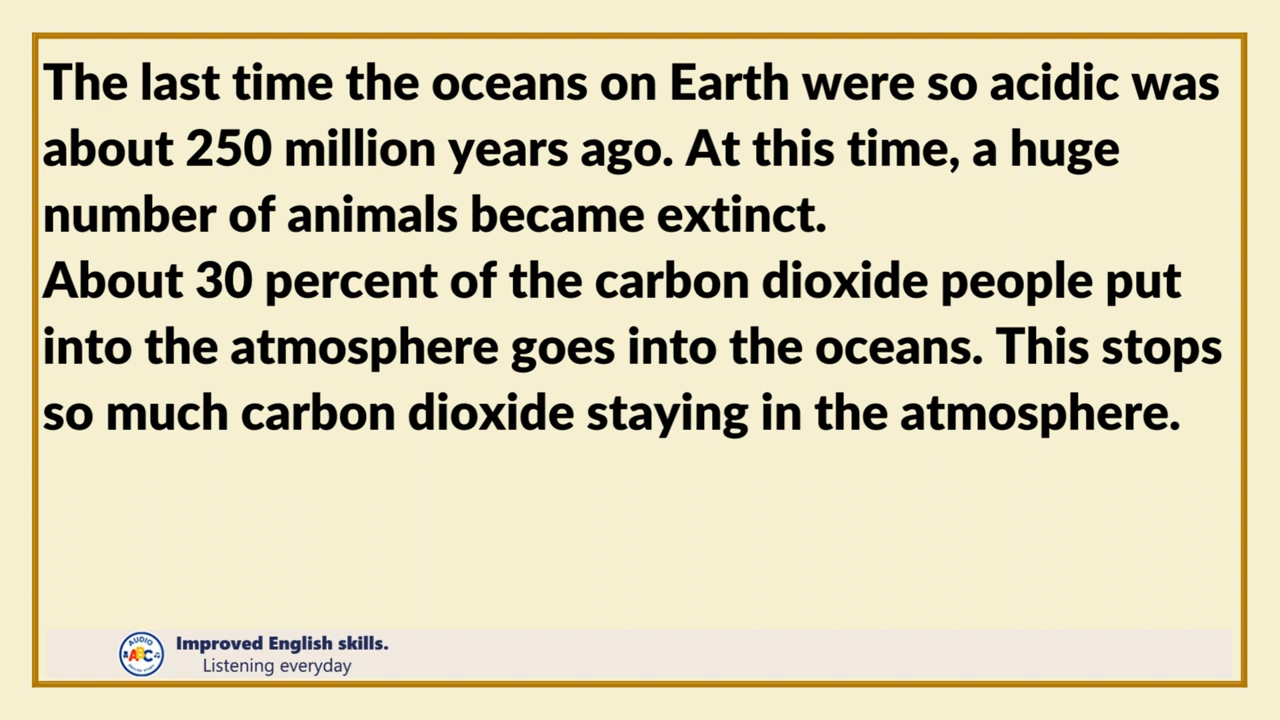 The last time the oceans on Earth were so acidic was
about 250 million years ago. At this time, a huge
number of animals became extinct.
About 30 percent of the carbon dioxide people put
into the atmosphere goes into the oceans. This stops
so much carbon dioxide staying in the atmosphere.
AUDIO
ABC
Improved English skills.
Listening everyday